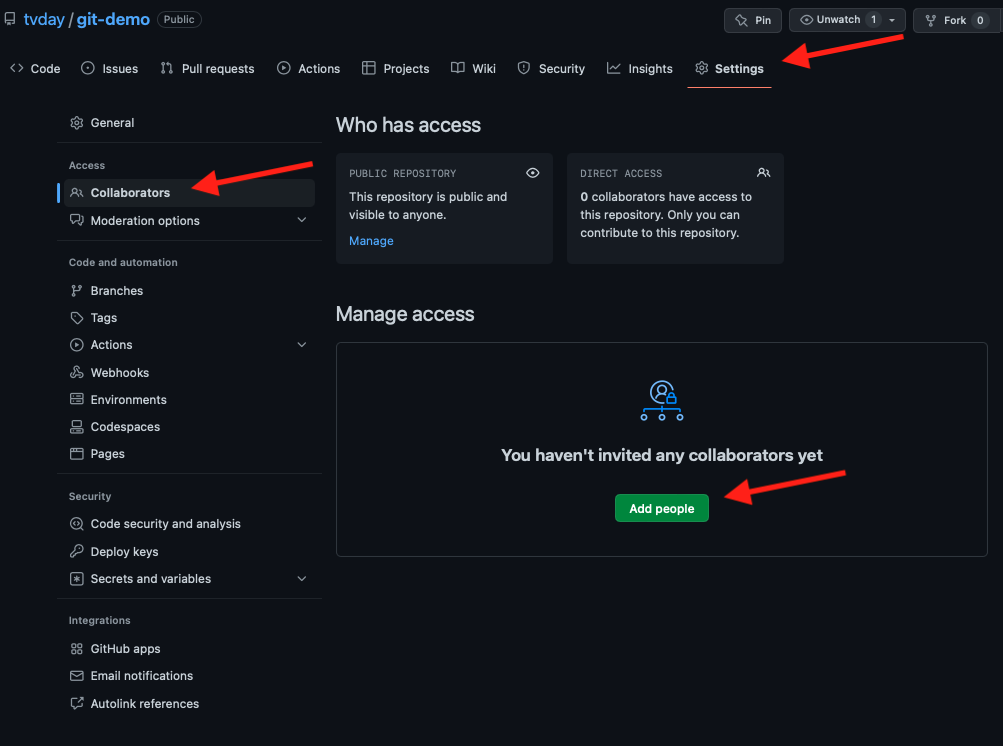 tvday / git-demo Public
Pin
Unwatch 1
Fork 0
Code
Issues
Pull requests
Actions
Projects
Wiki
Security
Insights
Settings
General
Access
Collaborators
Moderation options
Code and automation
Branches
Tags
Actions
Webhooks
Environments
Codespaces
Pages
Security
Code security and analysis
Deploy keys
Secrets and variables
Integrations
GitHub apps
Email notifications
Autolink references
Who has access
PUBLIC REPOSITORY
This repository is public and
visible to anyone.
Manage
DIRECT ACCESS
0 collaborators have access to
this repository. Only you can
contribute to this repository.
Manage access
You haven't invited any collaborators yet
Add people